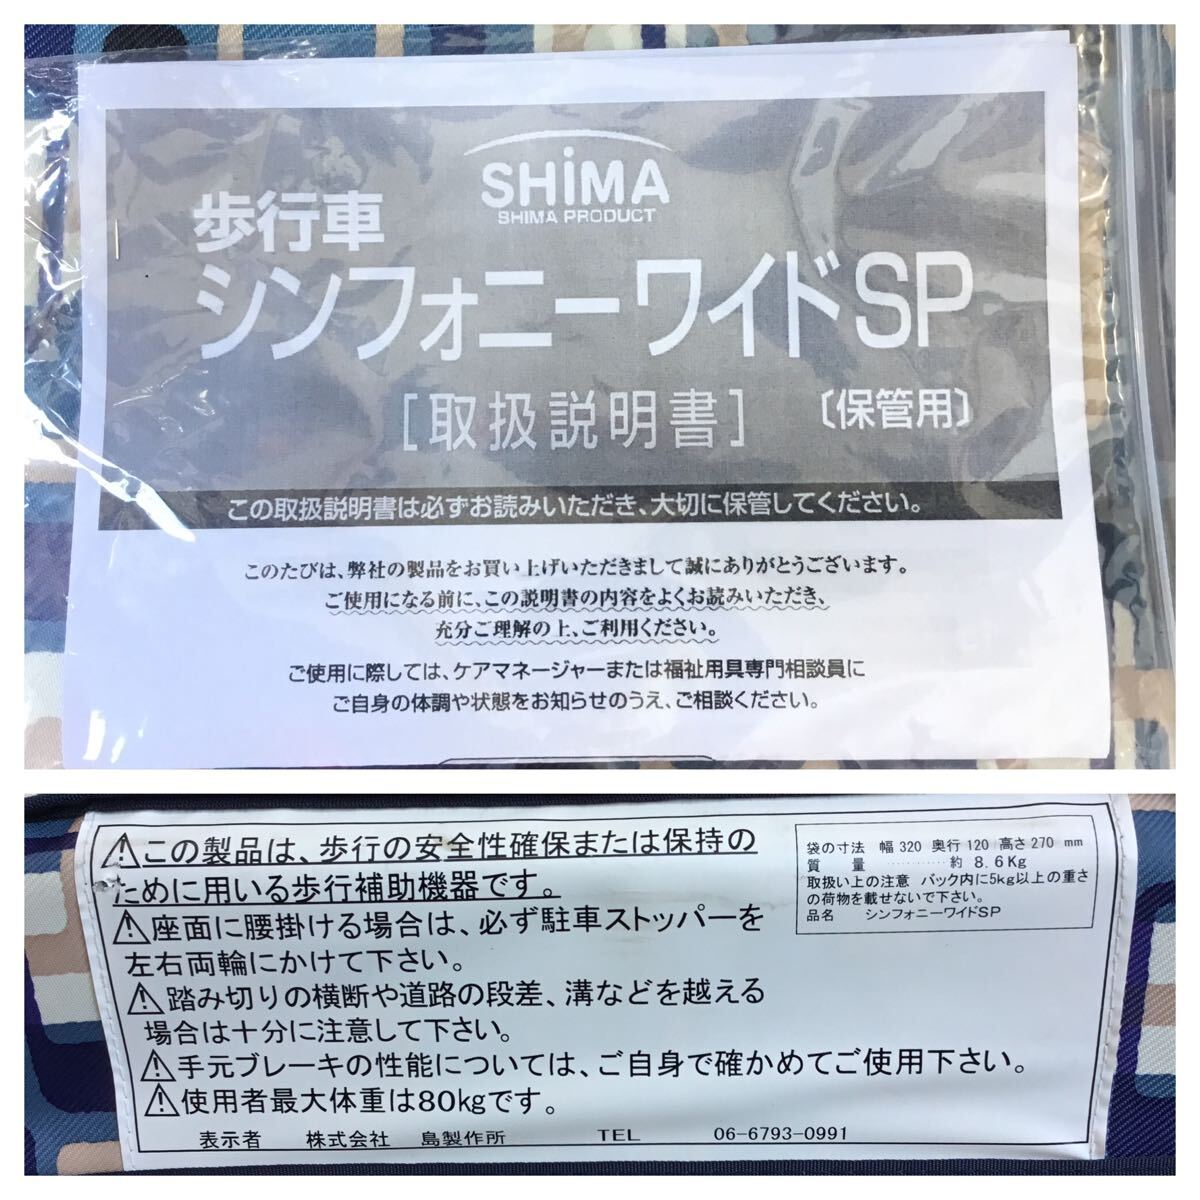 SHiMA
SHIMA PRODUCT
歩行車
シンフォニーワイドSP
[取扱説明書] 〔保管用〕
この取扱説明書は必ずお読みいただき、大切に保管してください。
このたびは、弊社の製品をお買い上げいただきまして誠にありがとうございます。
ご使用になる前に、この説明書の内容をよくお読みいただき、
充分ご理解の上、ご利用ください。
ご使用に際しては、ケアマネージャーまたは福祉用具専門相談員に
ご自身の体調や状態をお知らせのうえ、ご相談ください。
⚠この製品は、歩行の安全性確保または保持の
ために用いる歩行補助機器です。
⚠座面に腰掛ける場合は、必ず駐車ストッパーを
左右両輪にかけて下さい。
⚠踏み切りの横断や道路の段差、溝などを越える
場合は十分に注意して下さい。
⚠手元ブレーキの性能については、ご自身で確かめてご使用下さい。
⚠使用者最大体重は80kgです。
表示者 株式会社 島製作所 TEL 06-6793-0991
袋の寸法 幅320 奥行120 高さ270 mm
質量 ‥‥‥‥‥約 8.6Kg
取扱い上の注意 バック内に5kg以上の重さ
の荷物を載せないで下さい。
品名 シンフォニーワイドSP